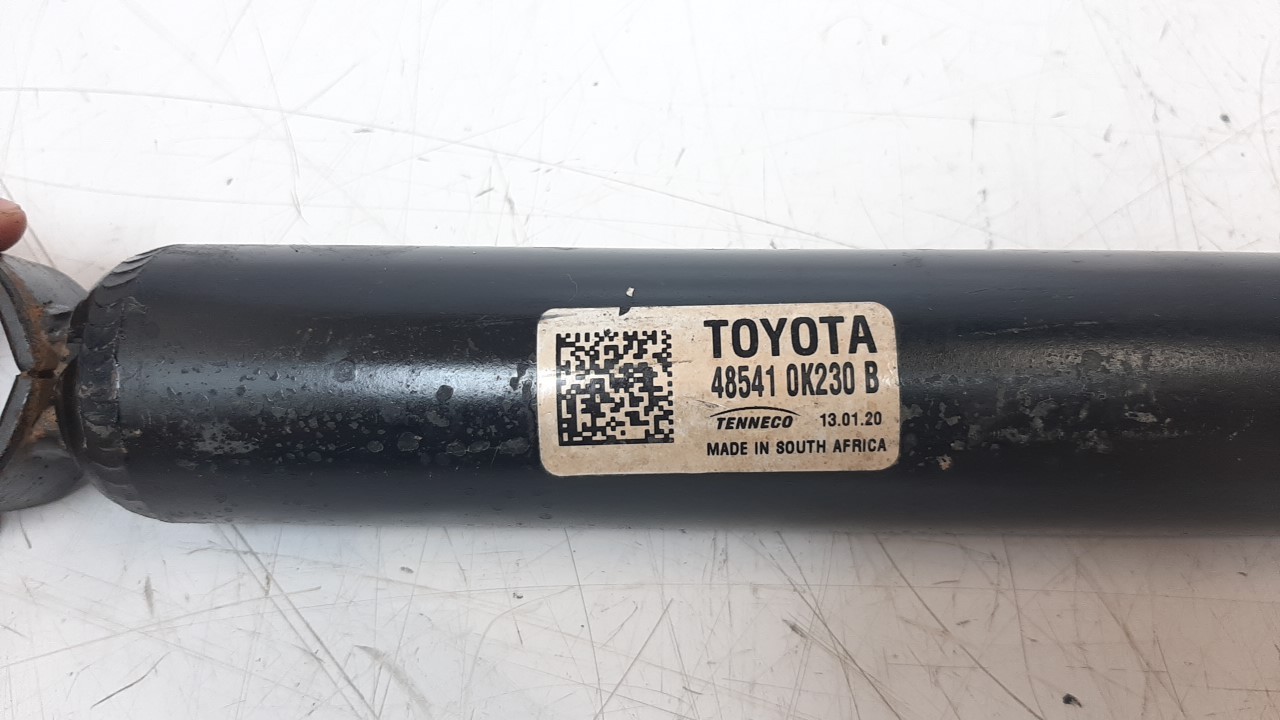 TOYOTA
48541 0K230 B
TENNECO 13.01.20
MADE IN SOUTH AFRICA